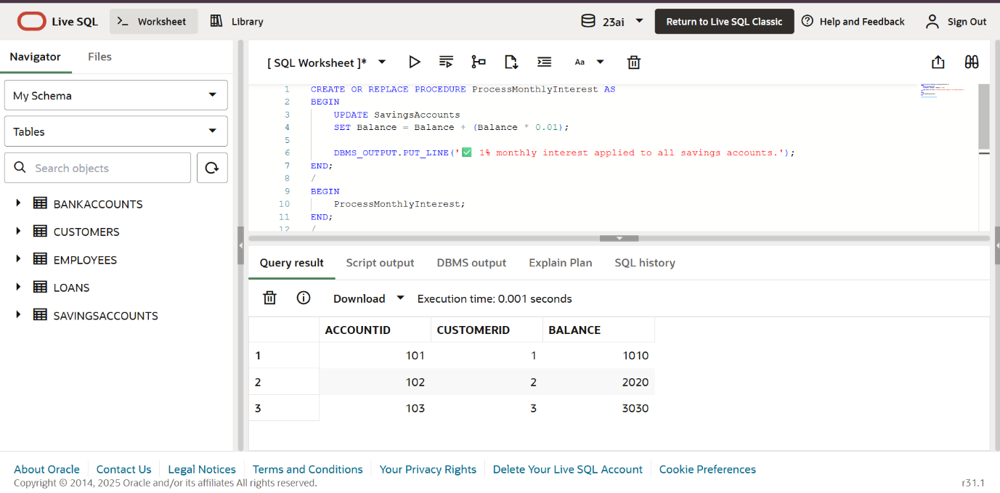 Live SQL
Worksheet
Library
23ai
Return to Live SQL Classic
Help and Feedback
Sign Out
Navigator
Files
My Schema
Tables
Search objects
BANKACCOUNTS
CUSTOMERS
EMPLOYEES
LOANS
SAVINGSACCOUNTS
[ SQL Worksheet ]*
Aa
1 CREATE OR REPLACE PROCEDURE ProcessMonthlyInterest AS
2 BEGIN
3 UPDATE SavingsAccounts
4 SET Balance = Balance + (Balance * 0.01);
5
6 DBMS_OUTPUT.PUT_LINE('✅ 1% monthly interest applied to all savings accounts.');
7 END;
8 /
9 BEGIN
10 ProcessMonthlyInterest;
11 END;
12 /
Query result
Script output
DBMS output
Explain Plan
SQL history
Download
Execution time: 0.001 seconds
ACCOUNTID CUSTOMERID BALANCE
1 101 1 1010
2 102 2 2020
3 103 3 3030
About Oracle
Contact Us
Legal Notices
Terms and Conditions
Your Privacy Rights
Delete Your Live SQL Account
Cookie Preferences
Copyright © 2014, 2025 Oracle and/or its affiliates All rights reserved.
r31.1